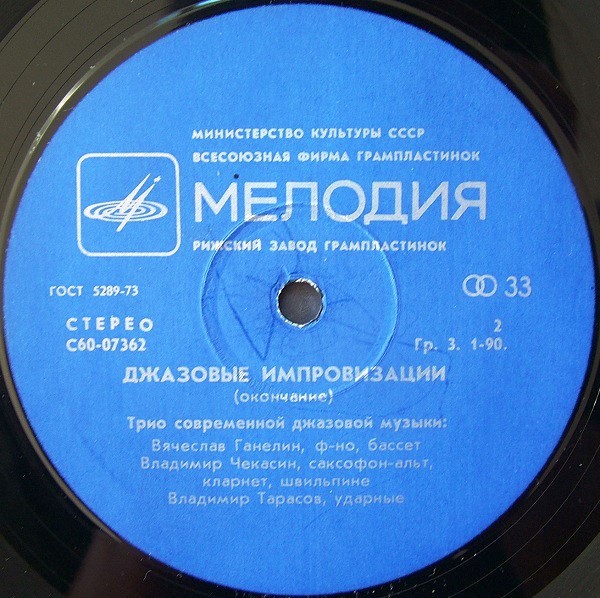 МИНИСТЕРСТВО КУЛЬТУРЫ СССР
ВСЕСОЮЗНАЯ ФИРМА ГРАМПЛАСТИНОК
МЕЛОДИЯ
РИЖСКИЙ ЗАВОД ГРАМПЛАСТИНОК
ГОСТ 5289-73
33
СТЕРЕО
2
С60-07362
Гр. 3. 1-90.
ДЖАЗОВЫЕ ИМПРОВИЗАЦИИ
(окончание)
Трио современной джазовой музыки:
Вячеслав Ганелин, ф-но, бассет
Владимир Чекасин, саксофон-альт,
кларнет, швильпине
Владимир Тарасов, ударные